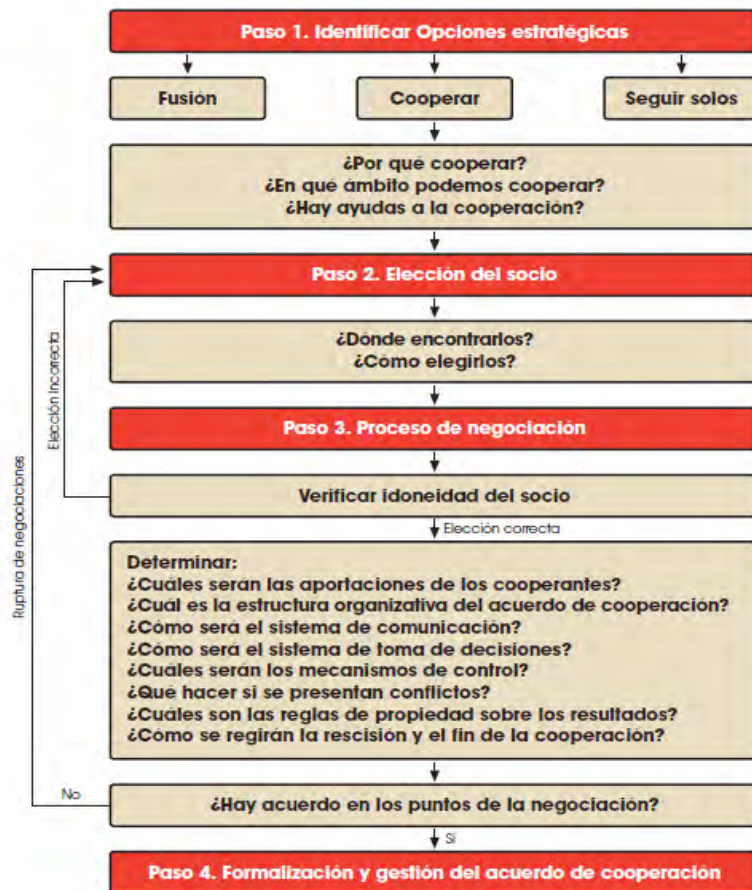 Paso 1. Identificar Opciones estratégicas
Fusión
Cooperar
Seguir solos
¿Por qué cooperar?
¿En qué ámbito podemos cooperar?
¿Hay ayudas a la cooperación?
Paso 2. Elección del socio
¿Dónde encontrarlos?
¿Cómo elegirlos?
Paso 3. Proceso de negociación
Elección incorrecta
Verificar idoneidad del socio
Elección correcta
Ruptura de negociaciones
Determinar:
¿Cuáles serán las aportaciones de los cooperantes?
¿Cuál es la estructura organizativa del acuerdo de cooperación?
¿Cómo será el sistema de comunicación?
¿Cómo será el sistema de toma de decisiones?
¿Cuáles serán los mecanismos de control?
¿Qué hacer si se presentan conflictos?
¿Cuáles son las reglas de propiedad sobre los resultados?
¿Cómo se regirán la rescisión y el fin de la cooperación?
No
¿Hay acuerdo en los puntos de la negociación?
Sí
Paso 4. Formalización y gestión del acuerdo de cooperación